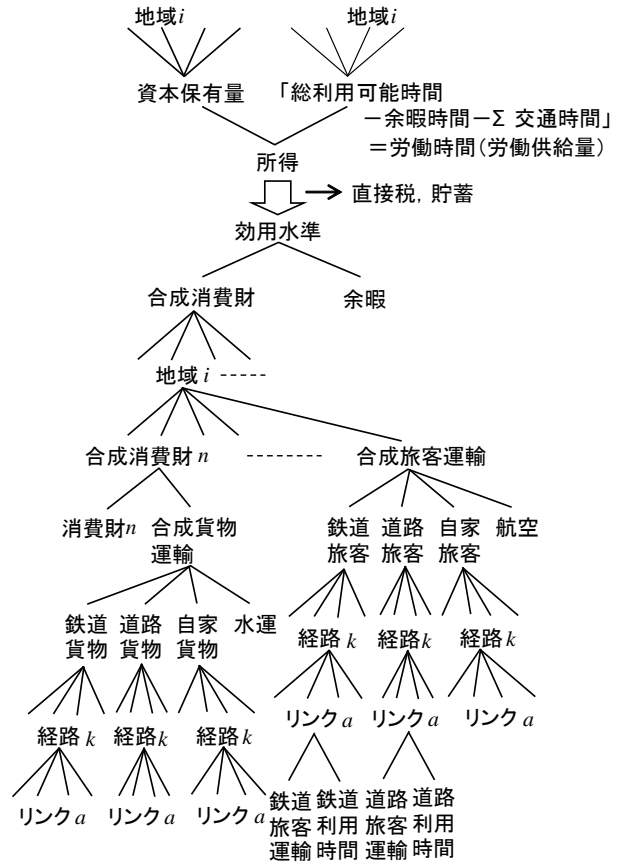 地域i 地域i
資本保有量 「総利用可能時間
－余暇時間－Σ 交通時間」
所得 ＝労働時間(労働供給量)
直接税，貯蓄
効用水準
合成消費財 余暇
地域 i -----
合成消費財 n -------- 合成旅客運輸
消費財n 合成貨物 鉄道 道路 自家 航空
運輸 旅客 旅客 旅客
鉄道 道路 自家 水運
貨物 貨物 貨物
経路 k 経路k 経路k
経路 k 経路k 経路k
リンク a リンク a リンク a
リンク a リンク a リンク a
鉄道 鉄道 道路 道路
旅客 利用 旅客 利用
運輸 時間 運輸 時間